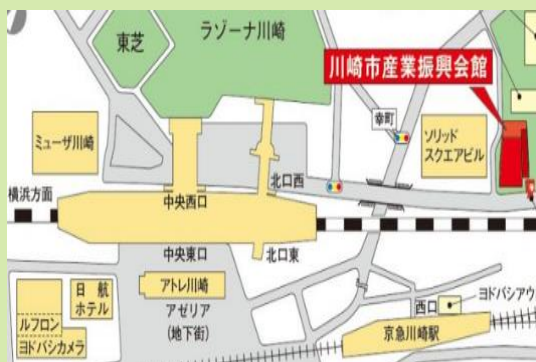 東芝
ラゾーナ川崎
川崎市産業振興会館
幸町
ソリッド
スクエアビル
ミューザ川崎
北口西
中央西口
横浜方面
中央東口
北口東
アトレ川崎
アゼリア
(地下街)
日航
ホテル
ルフロン
ヨドバシカメラ
西口
ヨドバシアウ
京急川崎駅